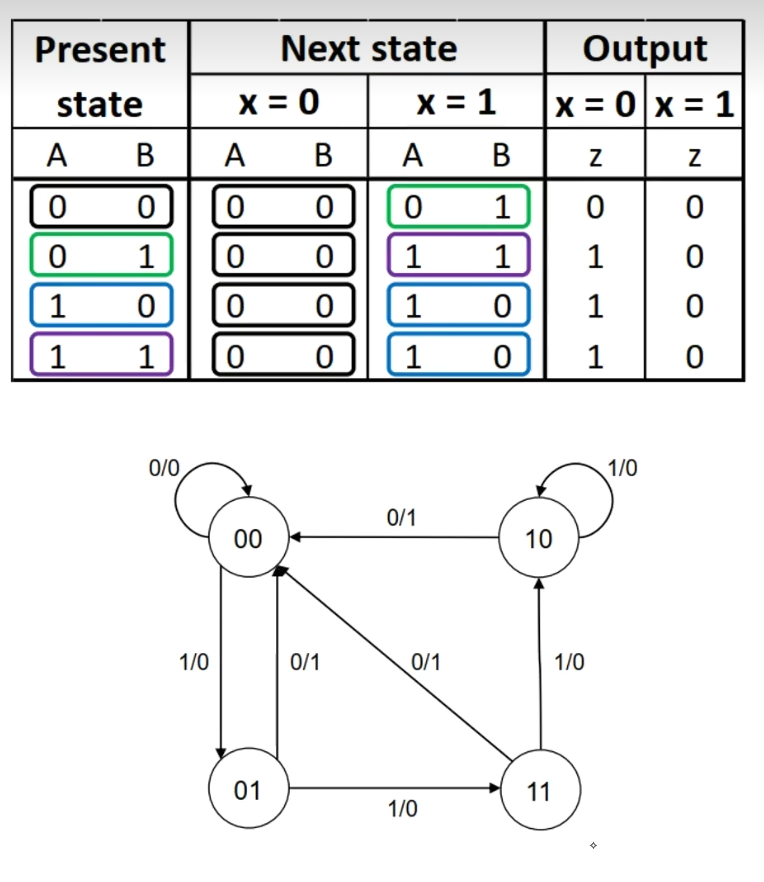 Present Next state Output
state x = 0 x = 1 x = 0 x = 1
A B A B A B z z
0 0 0 0 0 1 0 0
0 1 0 0 1 1 1 0
1 0 0 0 1 0 1 0
1 1 0 0 1 0 1 0
0/0 1/0
0/1
00 10
1/0 0/1 0/1 1/0
01 11
1/0